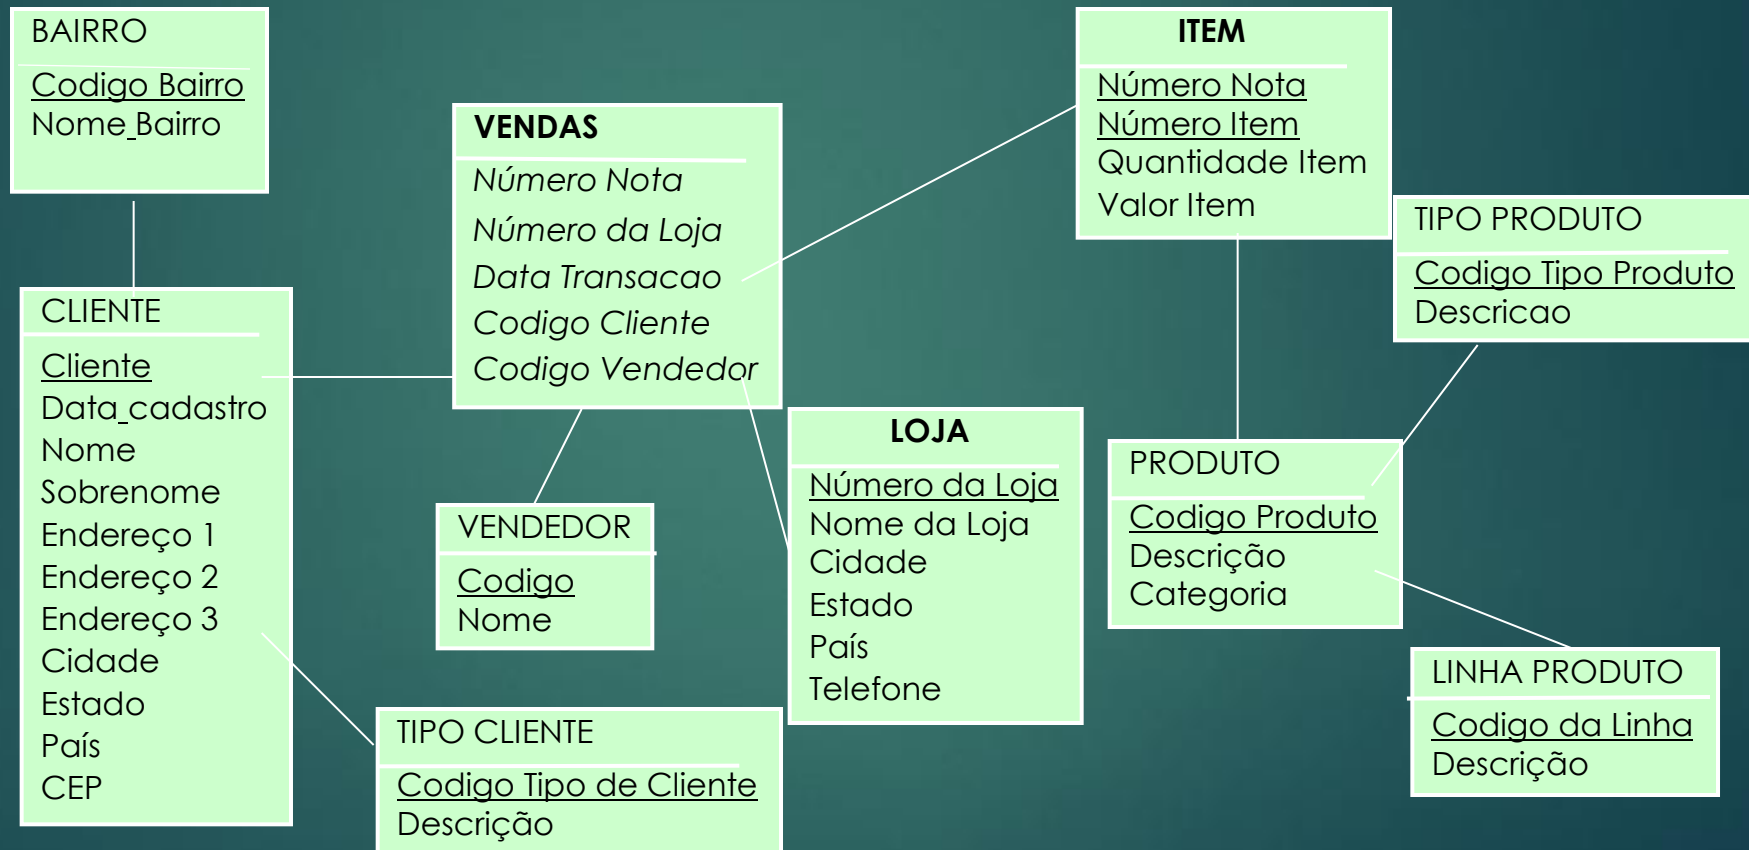 BAIRRO
Codigo Bairro
Nome_Bairro
CLIENTE
Cliente
Data_cadastro
Nome
Sobrenome
Endereço 1
Endereço 2
Endereço 3
Cidade
Estado
País
CEP
VENDAS
Número Nota
Número da Loja
Data Transacao
Codigo Cliente
Codigo Vendedor
VENDEDOR
Codigo
Nome
TIPO CLIENTE
Codigo Tipo de Cliente
Descrição
LOJA
Número da Loja
Nome da Loja
Cidade
Estado
País
Telefone
ITEM
Número Nota
Número Item
Quantidade Item
Valor Item
TIPO PRODUTO
Codigo Tipo Produto
Descricao
PRODUTO
Codigo Produto
Descrição
Categoria
LINHA PRODUTO
Codigo da Linha
Descrição